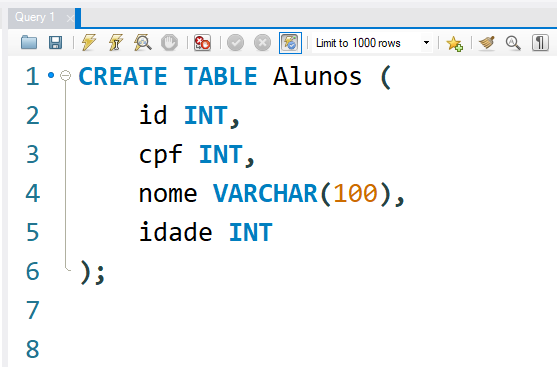 Query 1
Limit to 1000 rows
1 CREATE TABLE Alunos (
2 id INT,
3 cpf INT,
4 nome VARCHAR(100),
5 idade INT
6 );
7
8